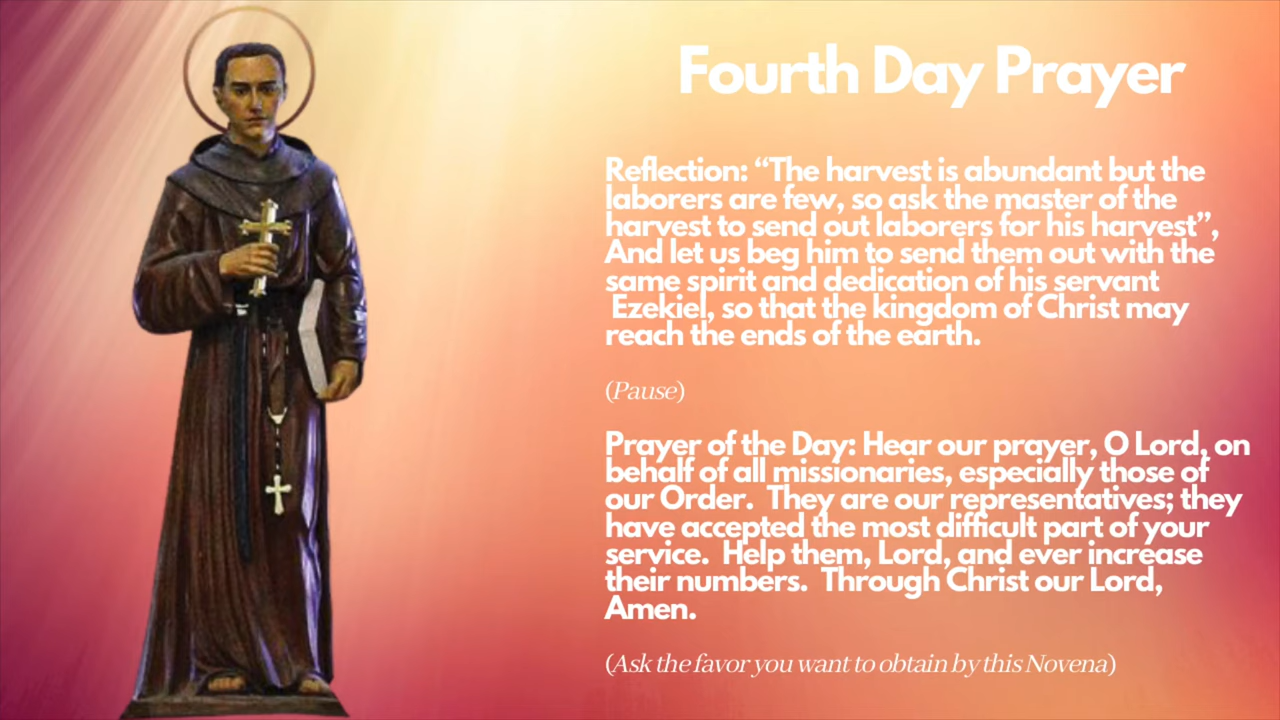 Fourth Day Prayer
Reflection: “The harvest is abundant but the
laborers are few, so ask the master of the
harvest to send out laborers for his harvest”,
And let us beg him to send them out with the
same spirit and dedication of his servant
Ezekiel, so that the kingdom of Christ may
reach the ends of the earth.
(Pause)
Prayer of the Day: Hear our prayer, O Lord, on
behalf of all missionaries, especially those of
our Order.  They are our representatives; they
have accepted the most difficult part of your
service.  Help them, Lord, and ever increase
their numbers.  Through Christ our Lord,
Amen.
(Ask the favor you want to obtain by this Novena)